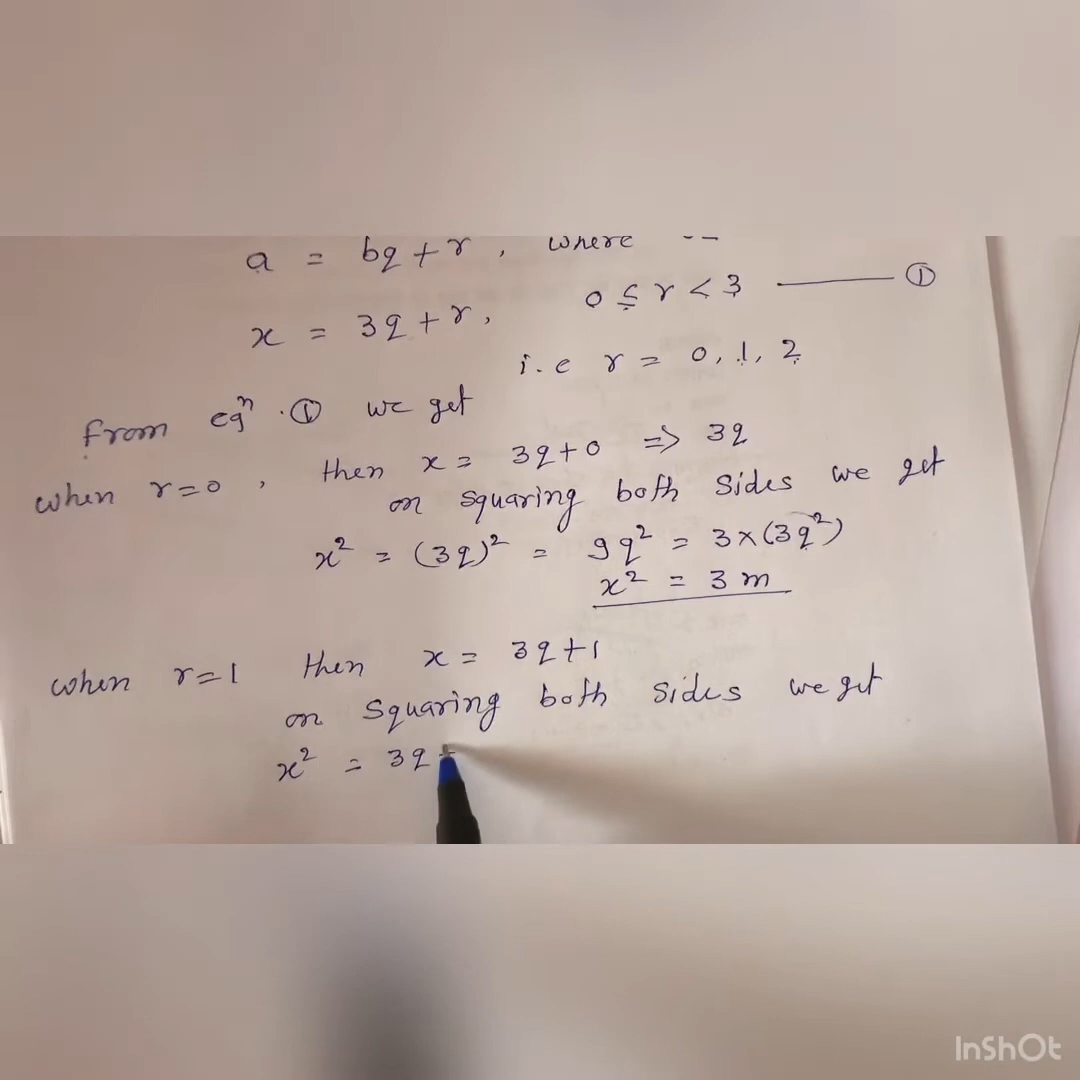 a = bq + r , where
x = 3q + r, 0 ≤ r < 3 ——— ①
i.e r = 0, 1, 2
from eqⁿ ① we get
when r=0 , then x = 3q+0 => 3q
on squaring both sides we get
x² = (3q)² = 9q² = 3×(3q²)
x² = 3m
when r=1 then x = 3q+1
on squaring both sides we get
x² = 3q +
InShOt